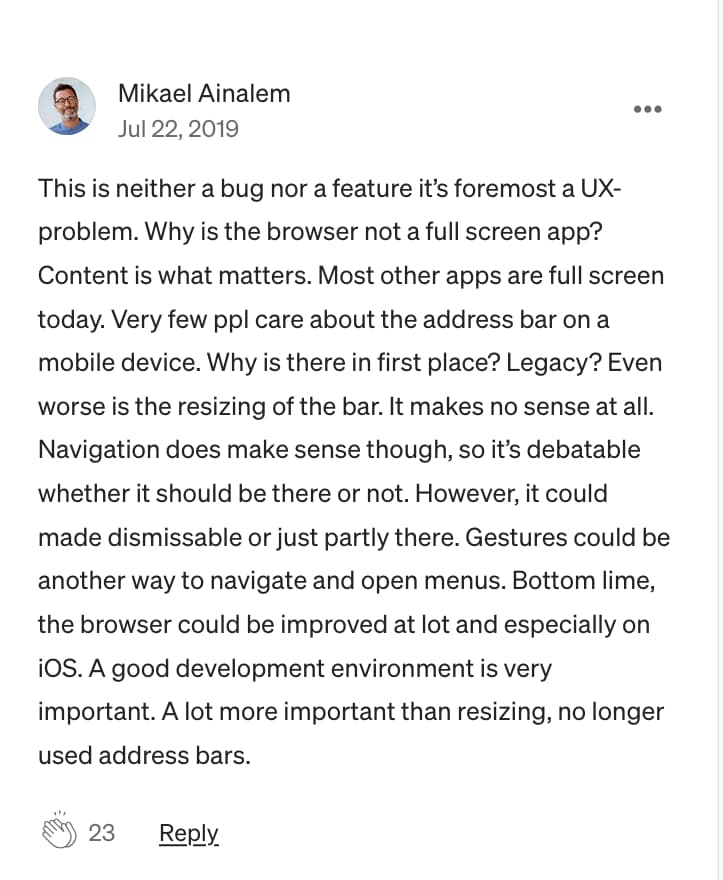 Mikael Ainalem
Jul 22, 2019
This is neither a bug nor a feature it’s foremost a UX-
problem. Why is the browser not a full screen app?
Content is what matters. Most other apps are full screen
today. Very few ppl care about the address bar on a
mobile device. Why is there in first place? Legacy? Even
worse is the resizing of the bar. It makes no sense at all.
Navigation does make sense though, so it’s debatable
whether it should be there or not. However, it could
made dismissable or just partly there. Gestures could be
another way to navigate and open menus. Bottom lime,
the browser could be improved at lot and especially on
iOS. A good development environment is very
important. A lot more important than resizing, no longer
used address bars.
23
Reply